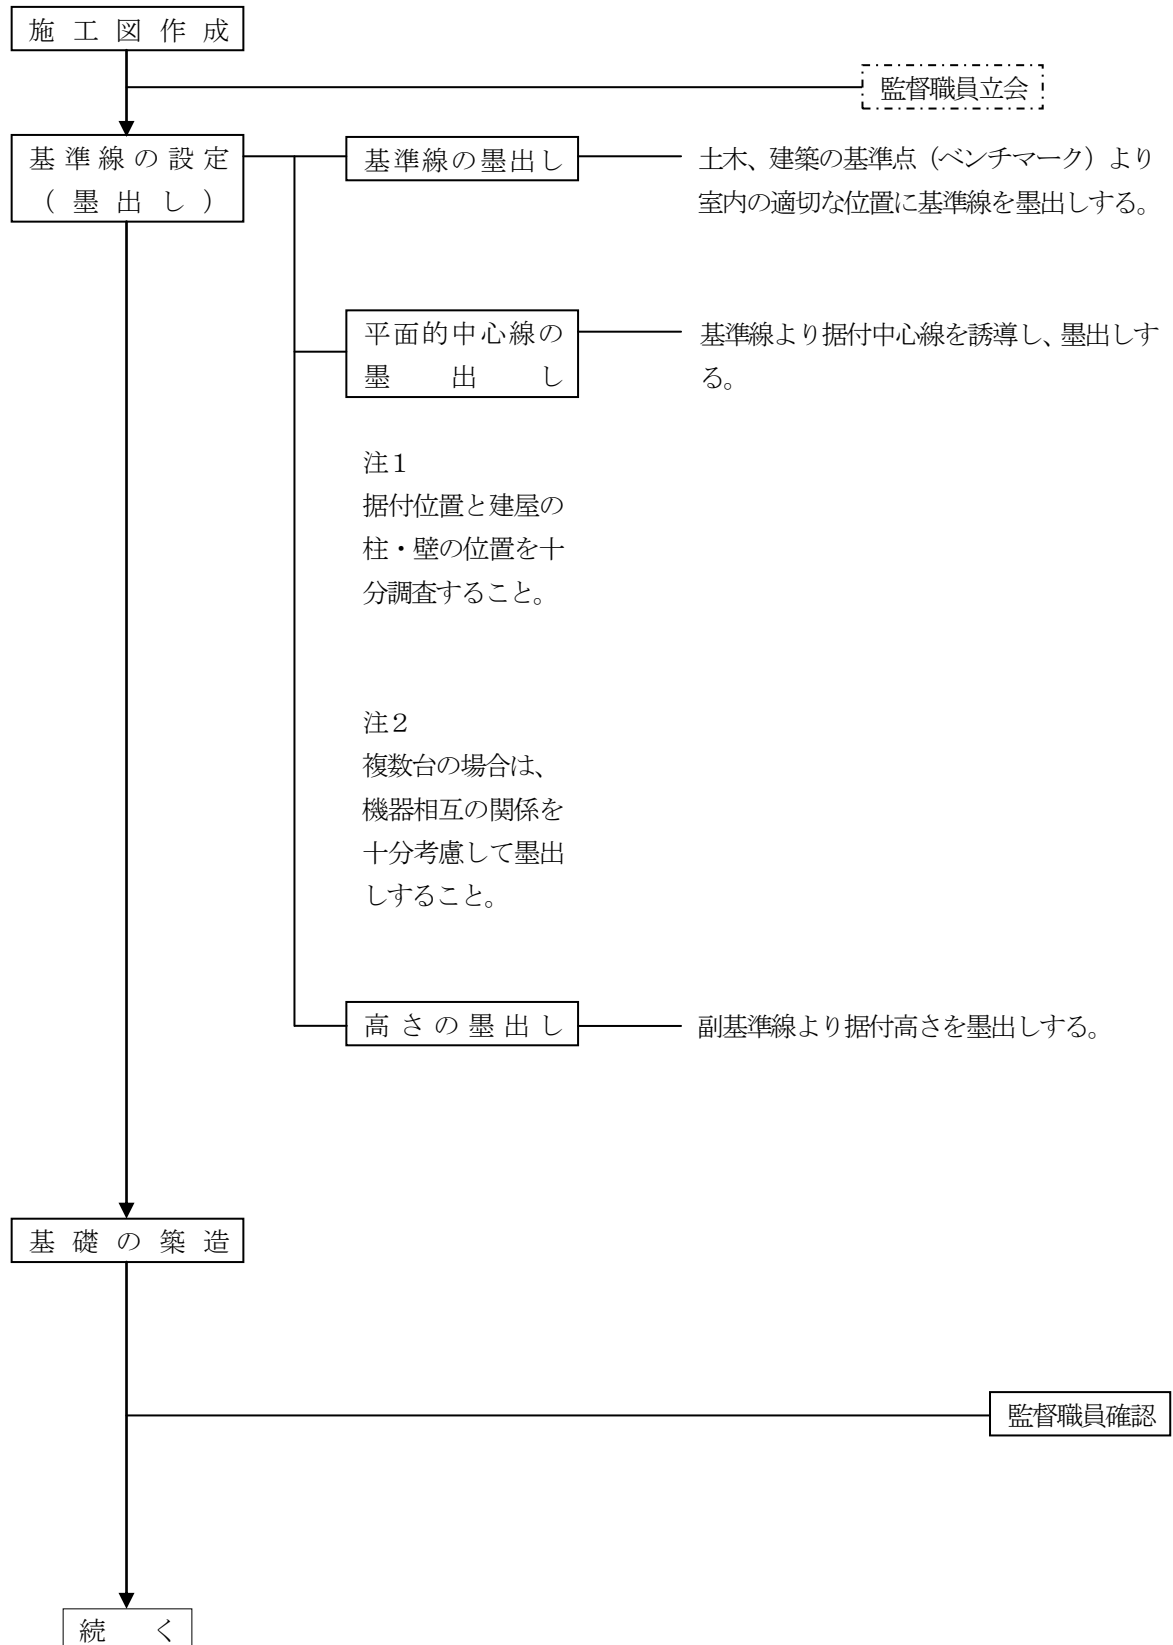 施工図作成
監督職員立会
基準線の設定
（墨出し）
基準線の墨出し
土木、建築の基準点（ベンチマーク）より
室内の適切な位置に基準線を墨出しする。
平面的中心線の
墨出し
基準線より据付中心線を誘導し、墨出しす
る。
注１
据付位置と建屋の
柱・壁の位置を十
分調査すること。
注２
複数台の場合は、
機器相互の関係を
十分考慮して墨出
しすること。
高さの墨出し
副基準線より据付高さを墨出しする。
基礎の築造
監督職員確認
続く